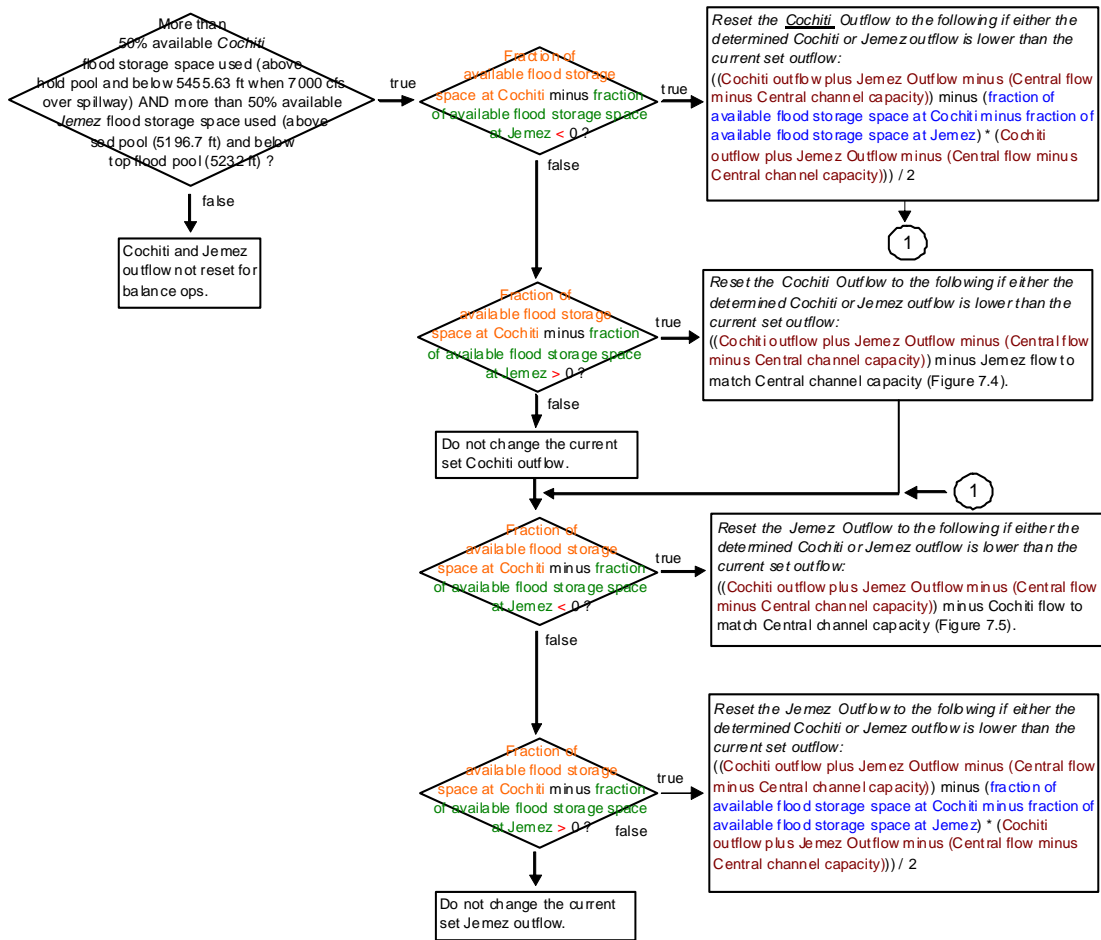 More than
50% available Cochiti
flood storage space used (above
hold pool and below 5455.63 ft when 7000 cfs
over spillway) AND more than 50% available
Jemez flood storage space used (above
sed pool (5196.7 ft) and below
top flood pool (5232 ft) ?
true
false
Cochiti and Jemez
outflow not reset for
balance ops.
Fraction of
available flood storage
space at Cochiti minus fraction
of available flood storage space
at Jemez < 0 ?
true
false
Reset the Cochiti Outflow to the following if either the
determined Cochiti or Jemez outflow is lower than the
current set outflow:
((Cochiti outflow plus Jemez Outflow minus (Central flow
minus Central channel capacity)) minus (fraction of
available flood storage space at Cochiti minus fraction of
available flood storage space at Jemez) * (Cochiti
outflow plus Jemez Outflow minus (Central flow minus
Central channel capacity))) / 2
1
Fraction of
available flood storage
space at Cochiti minus fraction
of available flood storage space
at Jemez > 0 ?
true
false
Reset the Cochiti Outflow to the following if either the
determined Cochiti or Jemez outflow is lower than the
current set outflow:
((Cochiti outflow plus Jemez Outflow minus (Central flow
minus Central channel capacity)) minus Jemez flow to
match Central channel capacity (Figure 7.4).
Do not change the current
set Cochiti outflow.
1
Fraction of
available flood storage
space at Cochiti minus fraction
of available flood storage space
at Jemez < 0 ?
true
false
Reset the Jemez Outflow to the following if either the
determined Cochiti or Jemez outflow is lower than the
current set outflow:
((Cochiti outflow plus Jemez Outflow minus (Central flow
minus Central channel capacity)) minus Cochiti flow to
match Central channel capacity (Figure 7.5).
Fraction of
available flood storage
space at Cochiti minus fraction
of available flood storage space
at Jemez > 0 ?
true
false
Reset the Jemez Outflow to the following if either the
determined Cochiti or Jemez outflow is lower than the
current set outflow:
((Cochiti outflow plus Jemez Outflow minus (Central flow
minus Central channel capacity)) minus (fraction of
available flood storage space at Cochiti minus fraction of
available flood storage space at Jemez) * (Cochiti
outflow plus Jemez Outflow minus (Central flow minus
Central channel capacity))) / 2
Do not change the current
set Jemez outflow.